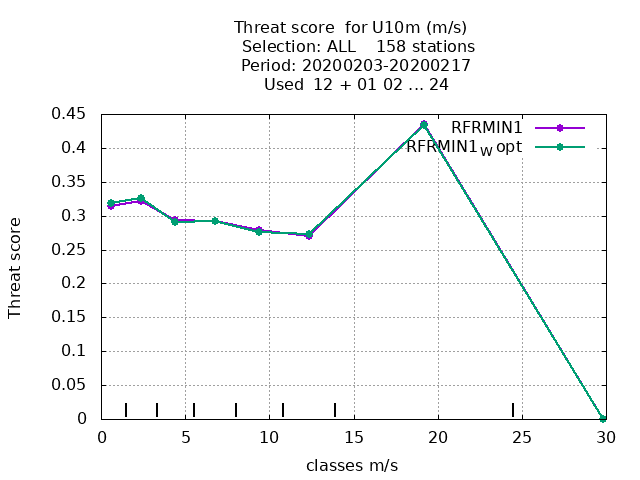 Threat score  for U10m (m/s)
Selection: ALL    158 stations
Period: 20200203-20200217
Used  12 + 01 02 ... 24
RFRMIN1
RFRMIN1W opt
Threat score
0.45
0.4
0.35
0.3
0.25
0.2
0.15
0.1
0.05
0
0 5 10 15 20 25 30
classes m/s